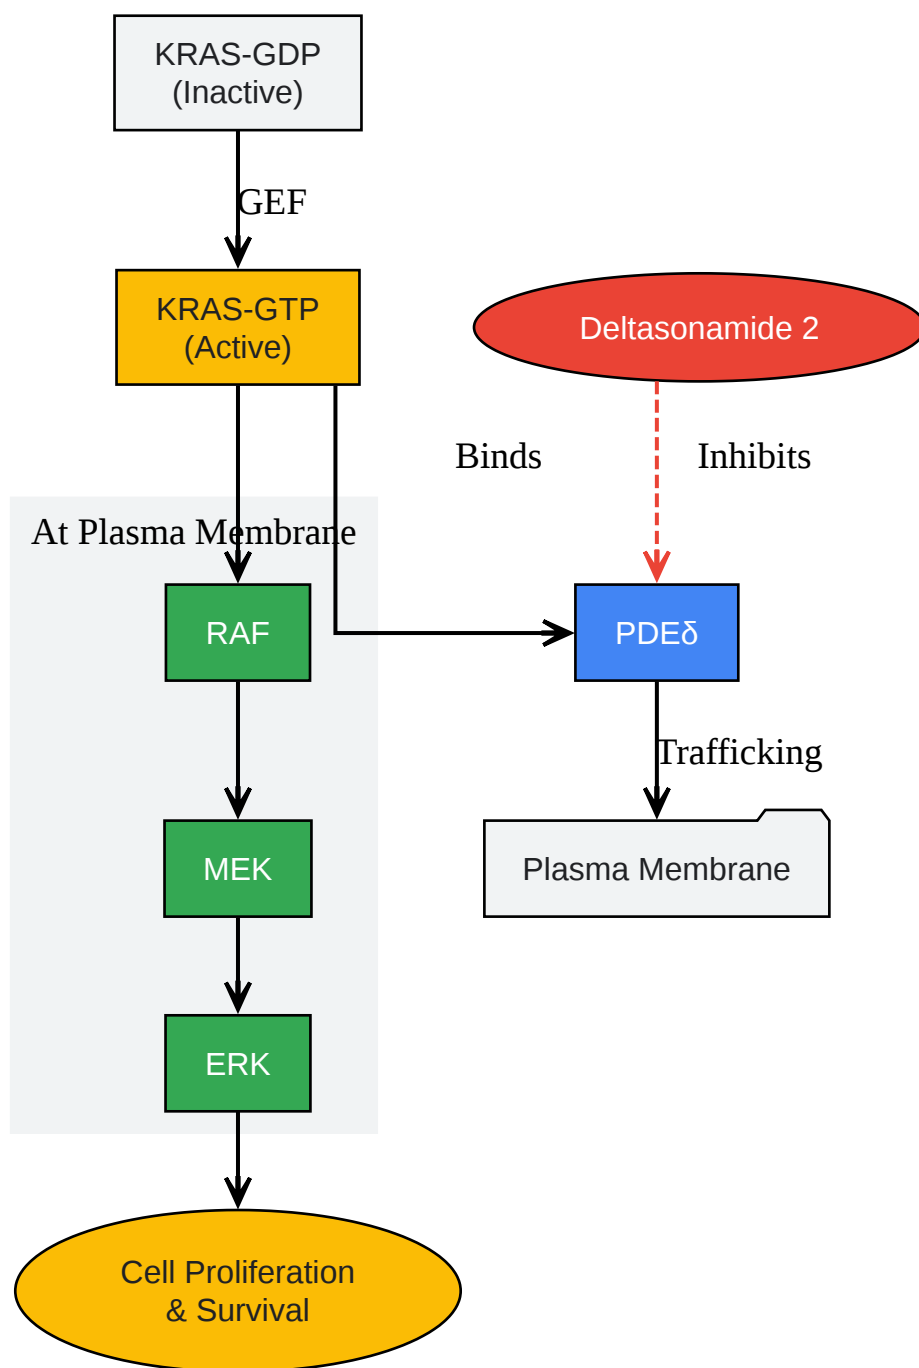 KRAS-GDP
(Inactive)
GEF
KRAS-GTP
(Active)
Deltasonamide 2
Binds
Inhibits
At Plasma Membrane
RAF
PDEδ
Trafficking
MEK
Plasma Membrane
ERK
Cell Proliferation
& Survival